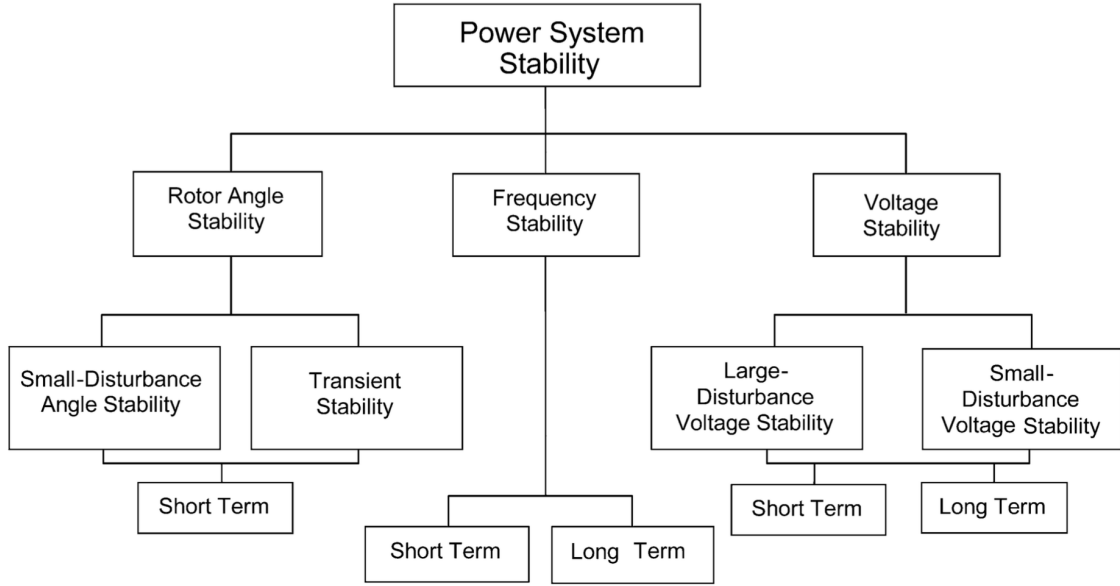 Power System
Stability
Rotor Angle
Stability
Frequency
Stability
Voltage
Stability
Small-Disturbance
Angle Stability
Transient
Stability
Large-
Disturbance
Voltage Stability
Small-
Disturbance
Voltage Stability
Short Term
Short Term
Long Term
Short Term
Long Term